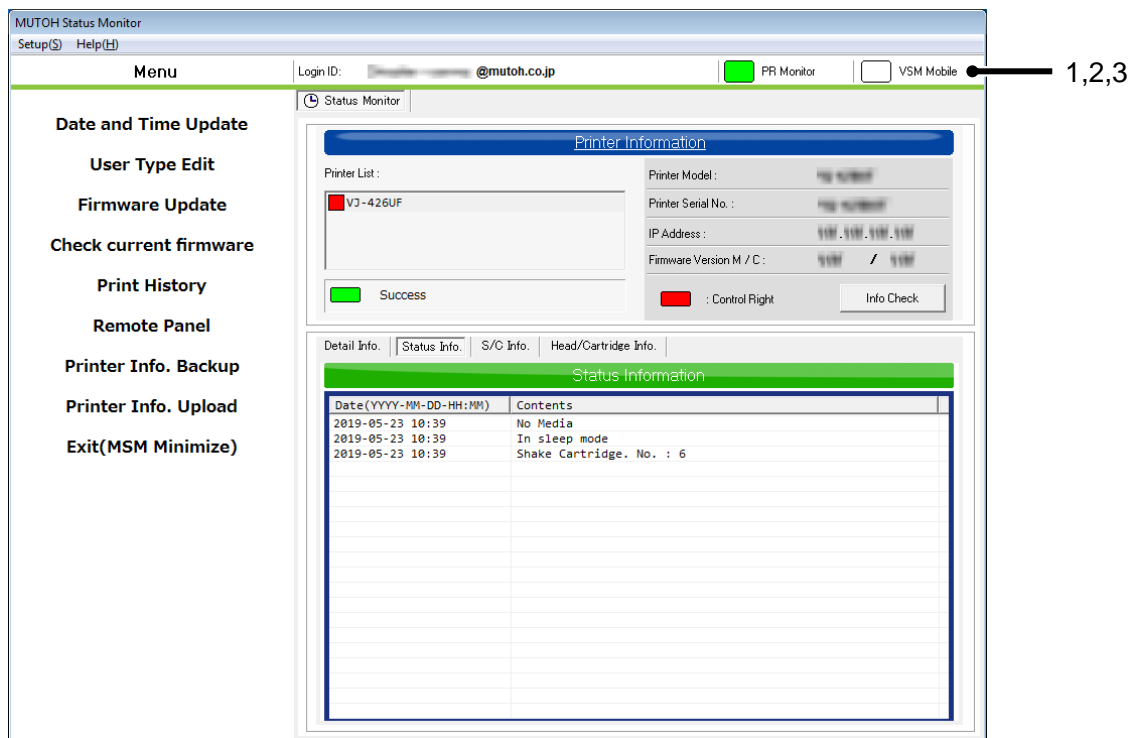 MUTOH Status Monitor
Setup(S) Help(H)
Menu
Login ID: @mutoh.co.jp
PR Monitor
VSM Mobile
1,2,3
Date and Time Update
User Type Edit
Firmware Update
Check current firmware
Print History
Remote Panel
Printer Info. Backup
Printer Info. Upload
Exit(MSM Minimize)
Status Monitor
Printer Information
Printer List :
VJ-426UF
Success
Printer Model :
Printer Serial No. :
IP Address :
Firmware Version M / C : /
: Control Right
Info Check
Detail Info. Status Info. S/C Info. Head/Cartridge Info.
Status Information
Date(YYYY-MM-DD-HH:MM) Contents
2019-05-23 10:39 No Media
2019-05-23 10:39 In sleep mode
2019-05-23 10:39 Shake Cartridge. No. : 6